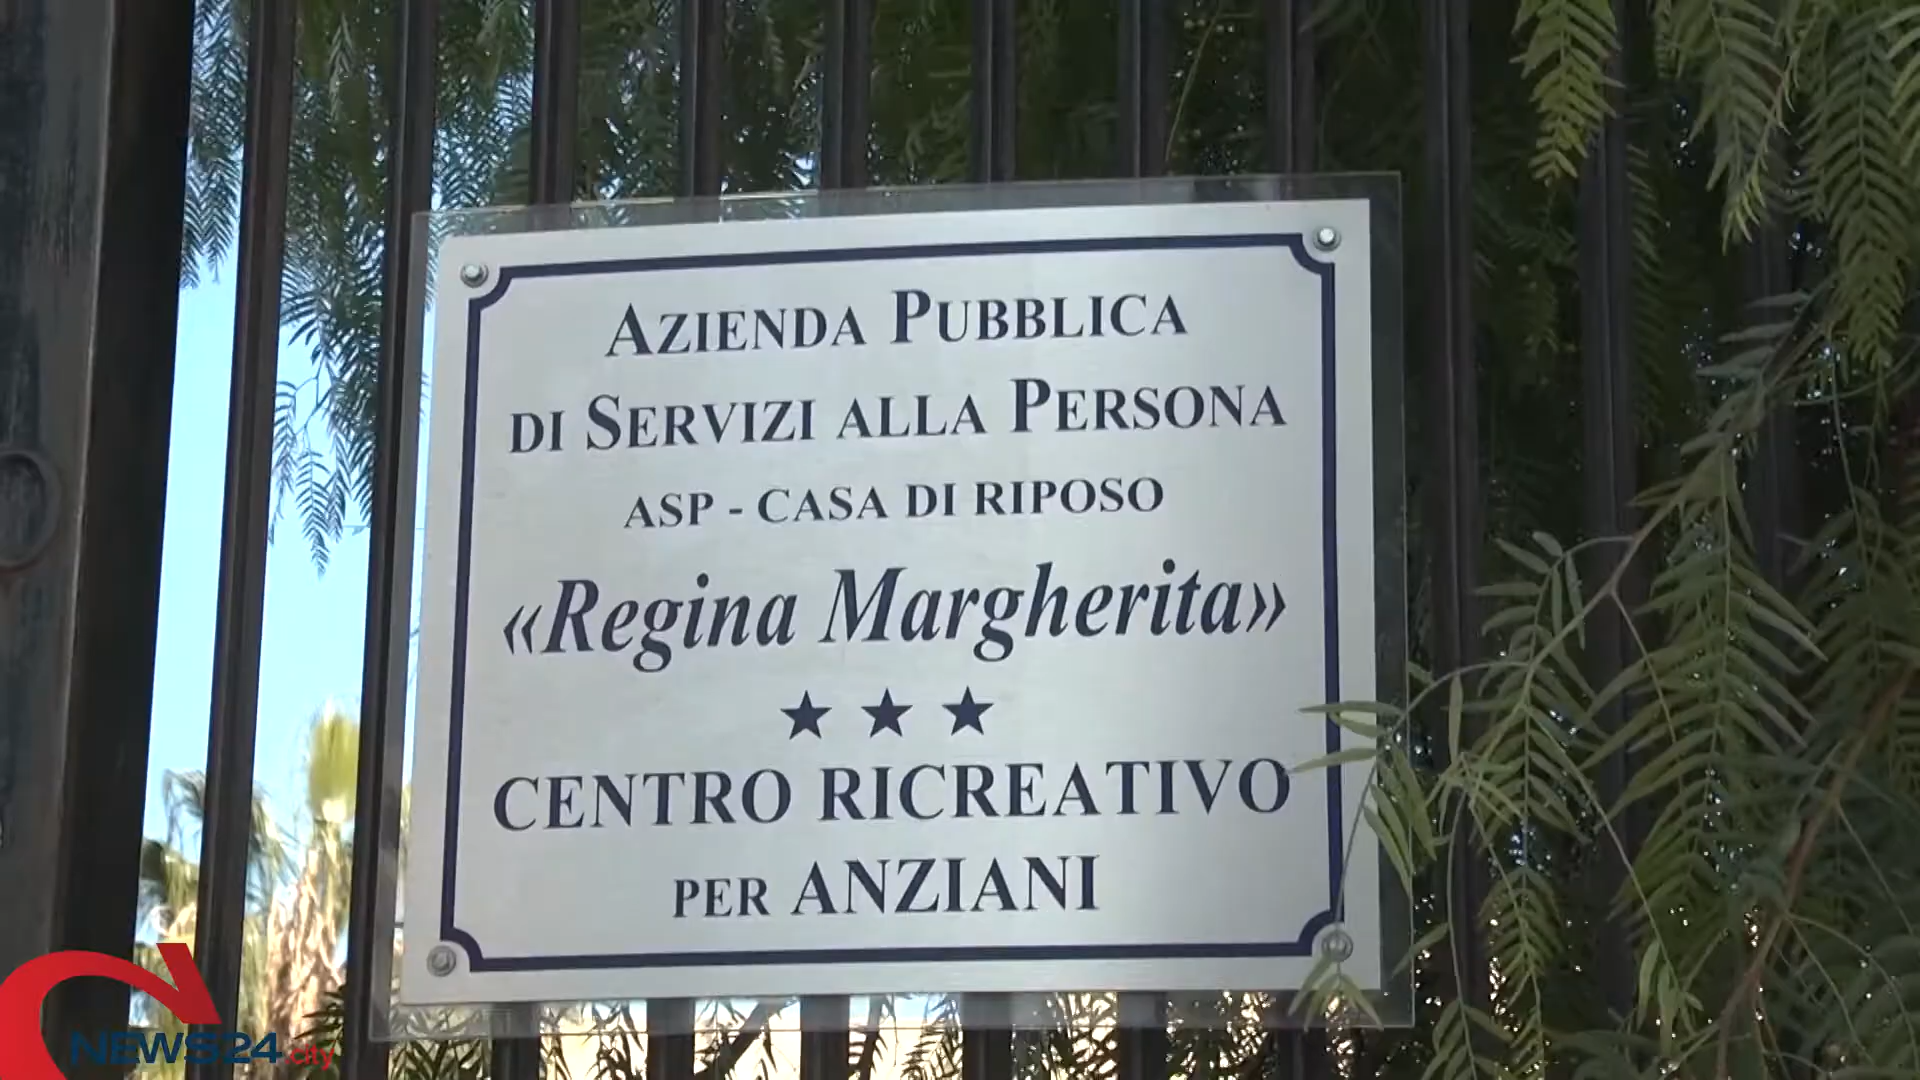 AZIENDA PUBBLICA
DI SERVIZI ALLA PERSONA
ASP - CASA DI RIPOSO
«Regina Margherita»
★ ★ ★
CENTRO RICREATIVO
PER ANZIANI
NEWS24.city